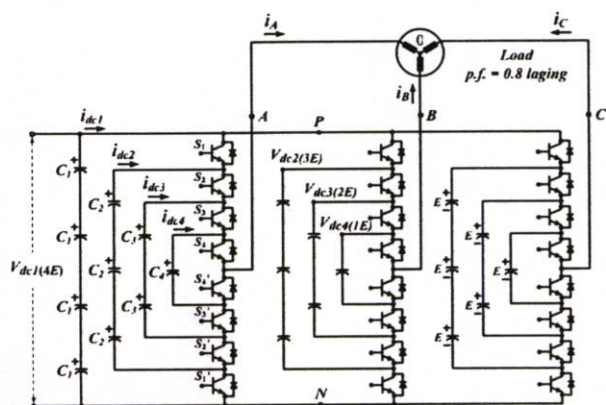 i_A
i_C
G
Load
p.f. = 0.8 laging
i_B
A
P
B
C
i_dc1
S_1
i_dc2
C_1
V_dc2(3E)
S_2
i_dc3
C_2
S_3
V_dc3(2E)
E
i_dc4
C_3
S_4
V_dc4(1E)
E
V_dc1(4E)
C_1
C_2
C_4
S_4'
E
E
C_1
C_2
C_3
S_3'
E
E
S_2'
C_1
S_1'
N